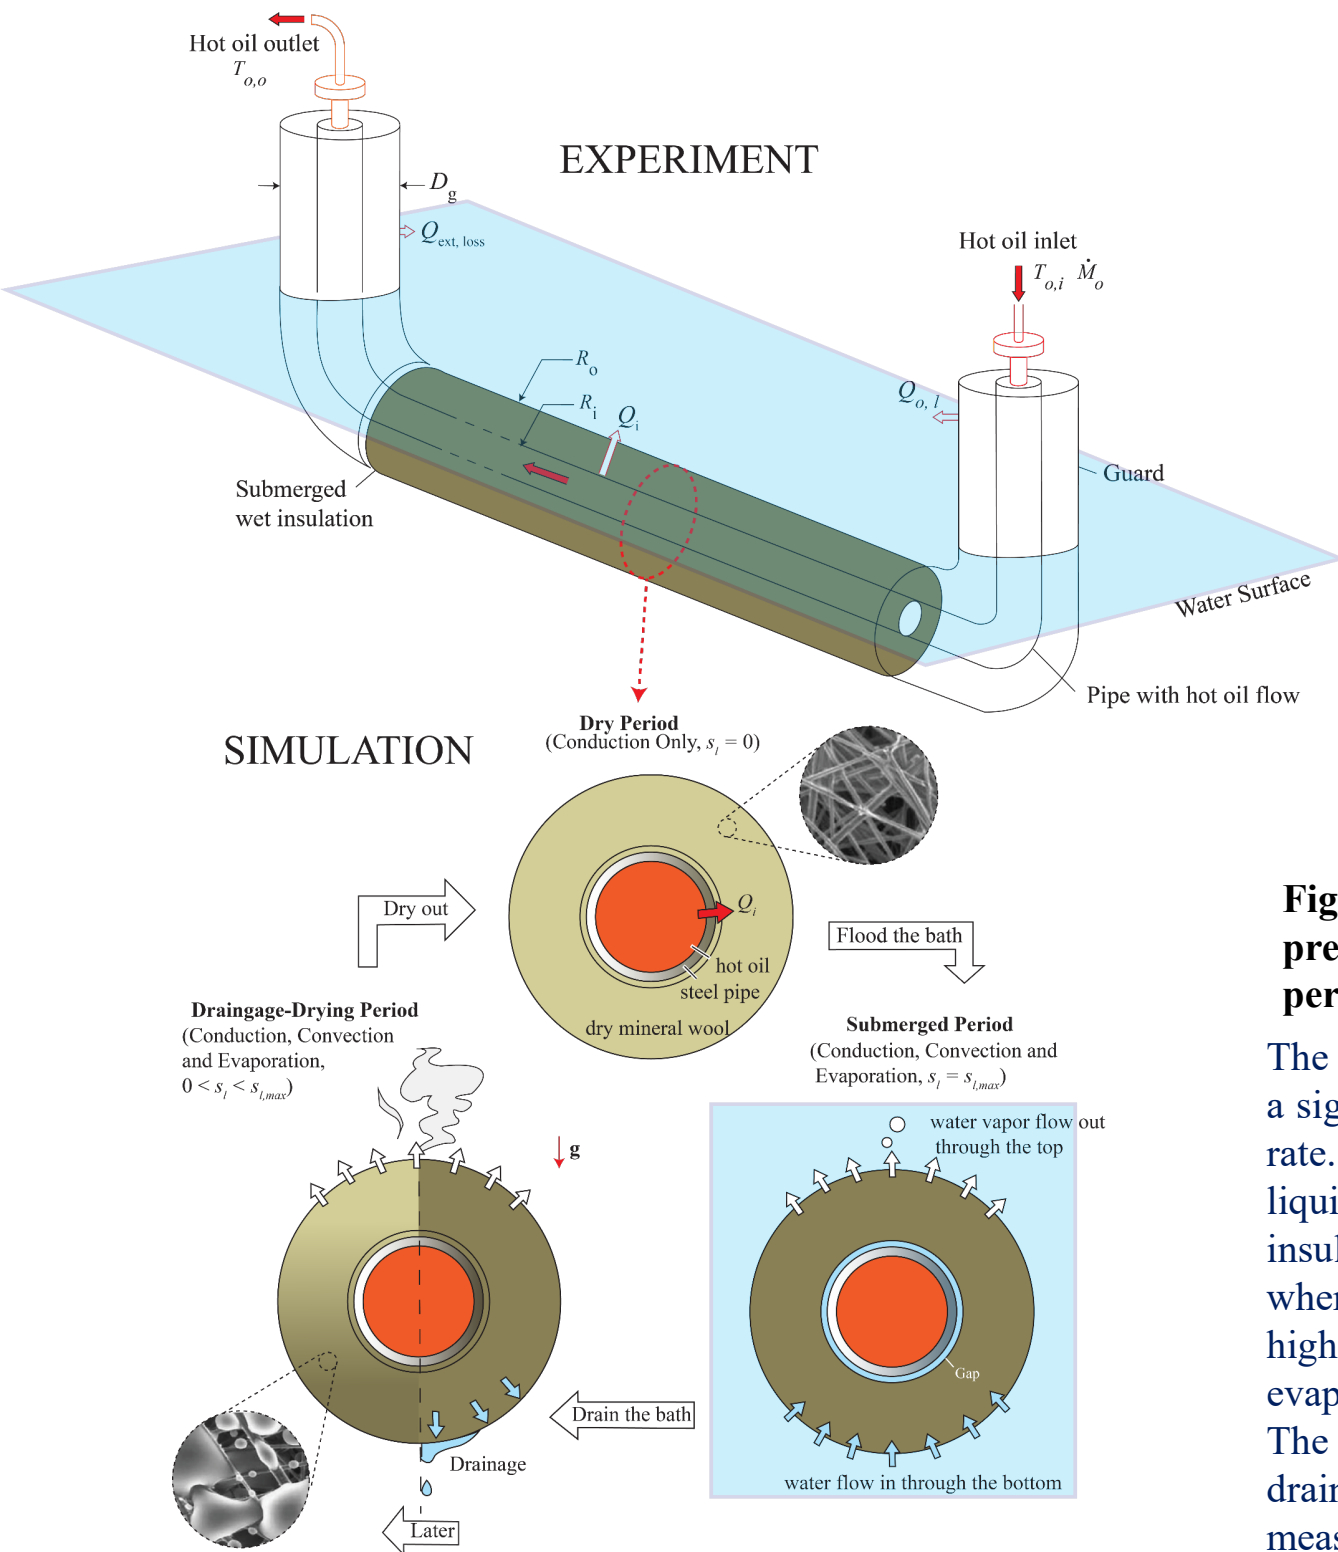 Hot oil outlet
T o,o
EXPERIMENT
D g
Q ext, loss
Hot oil inlet
T o,i Ṁ o
R o
R i
Q i
Q o, l
Guard
Submerged
wet insulation
Water Surface
Pipe with hot oil flow
SIMULATION
Dry Period
(Conduction Only, s l = 0)
Dry out
Q i
hot oil
steel pipe
dry mineral wool
Flood the bath
Draingage-Drying Period
(Conduction, Convection
and Evaporation,
0 < s l < s l,max)
Submerged Period
(Conduction, Convection and
Evaporation, s l = s l,max)
g
water vapor flow out
through the top
Gap
Drain the bath
Drainage
water flow in through the bottom
Later
Fig
pre
per
The
a sig
rate.
liqui
insul
when
high
evap
The
drain
meas